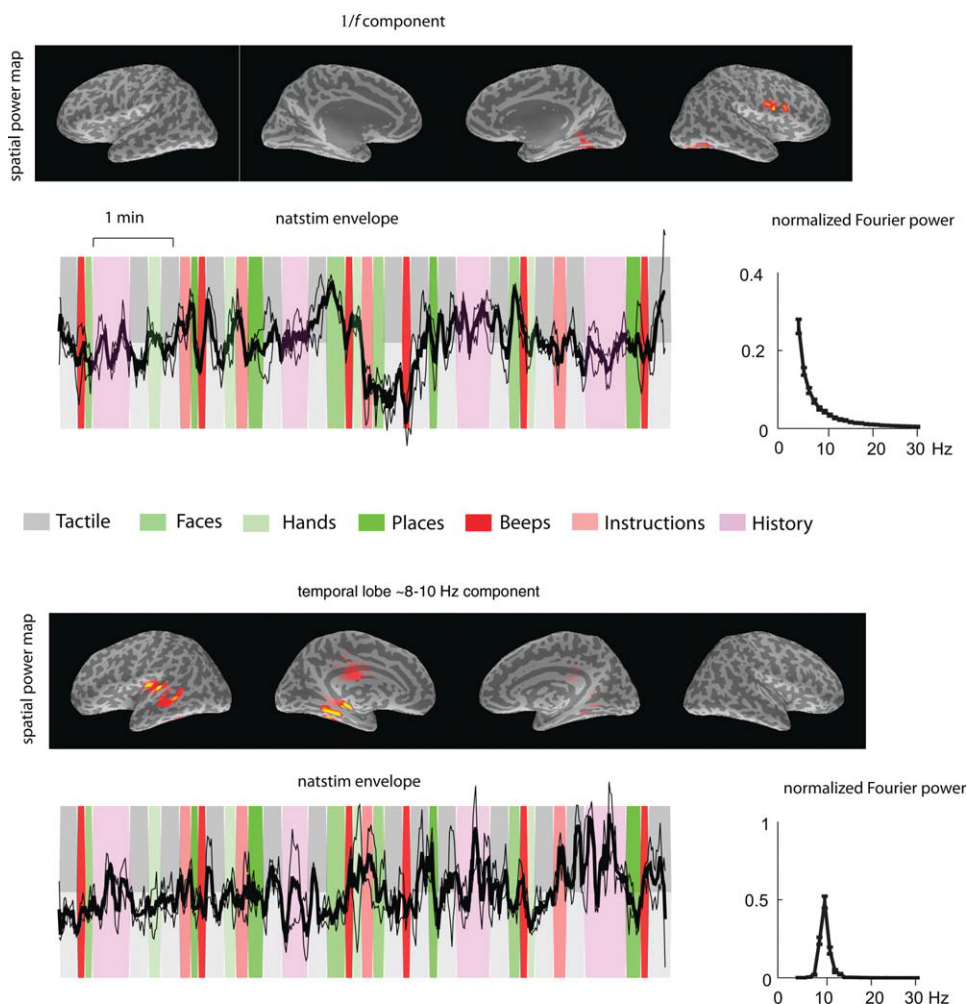 1/f component
spatial power map
1 min
natstim envelope
normalized Fourier power
0.4
0.2
0
10 20 30 Hz
Tactile Faces Hands Places Beeps Instructions History
temporal lobe ~8-10 Hz component
spatial power map
natstim envelope
normalized Fourier power
1
0.5
0
0 10 20 30 Hz